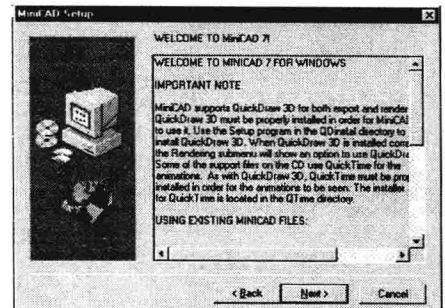 MiniCAD Setup
WELCOME TO MiniCAD 7!
WELCOME TO MINICAD 7 FOR WINDOWS
IMPORTANT NOTE
MiniCAD supports QuickDraw 3D for both export and render
QuickDraw 3D must be properly installed in order for MiniCA
to use it. Use the Setup program in the QDinstal directory to
install QuickDraw 3D. When QuickDraw 3D is installed corre
the Rendering submenu will show an option to use QuickDra
Some of the support files on the CD use QuickTime for the
animations. As with QuickDraw 3D, QuickTime must be prop
installed in order for the animations to be seen. The installer
for QuickTime is located in the QTime directory.
USING EXISTING MINICAD FILES:
< Back
Next >
Cancel